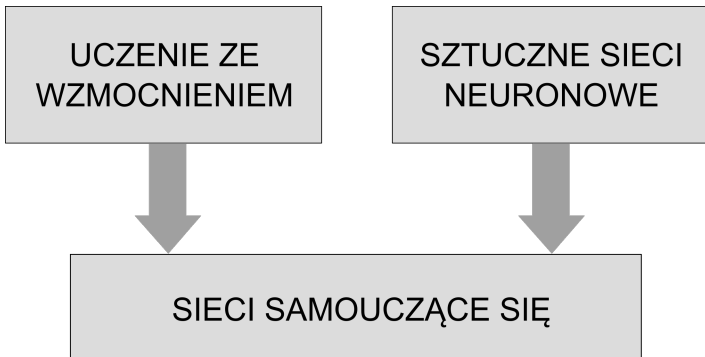 UCZENIE ZE
WZMOCNIENIEM
SZTUCZNE SIECI
NEURONOWE
SIECI SAMOUCZĄCE SIĘ